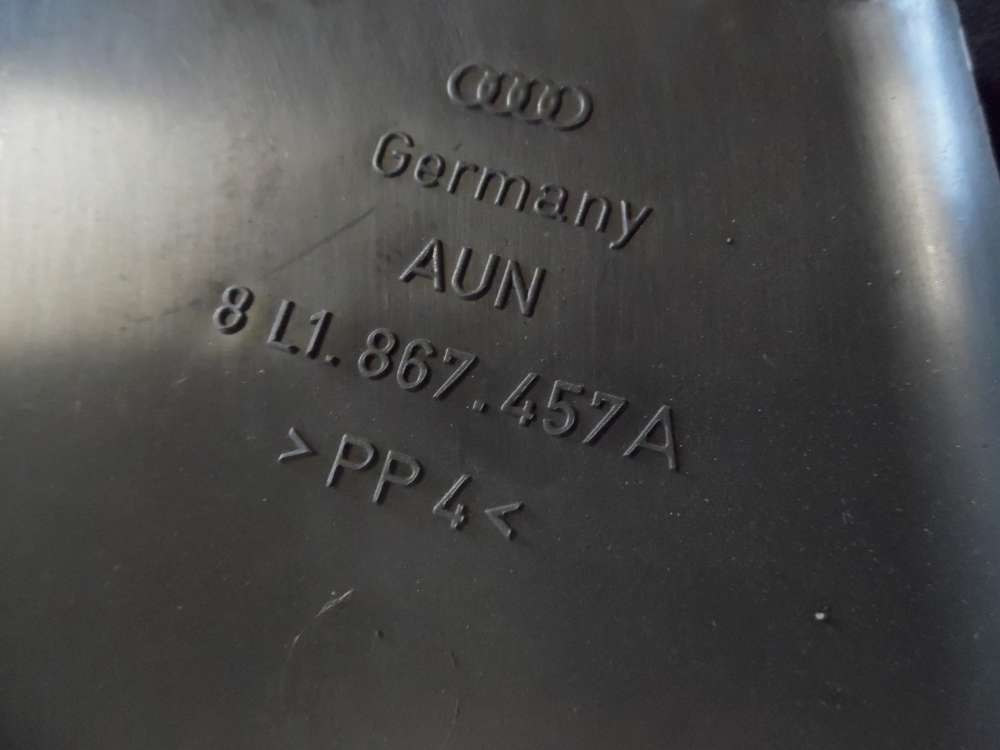 Germany
AUN
8 L1. 867. 457 A
> PP 4 <